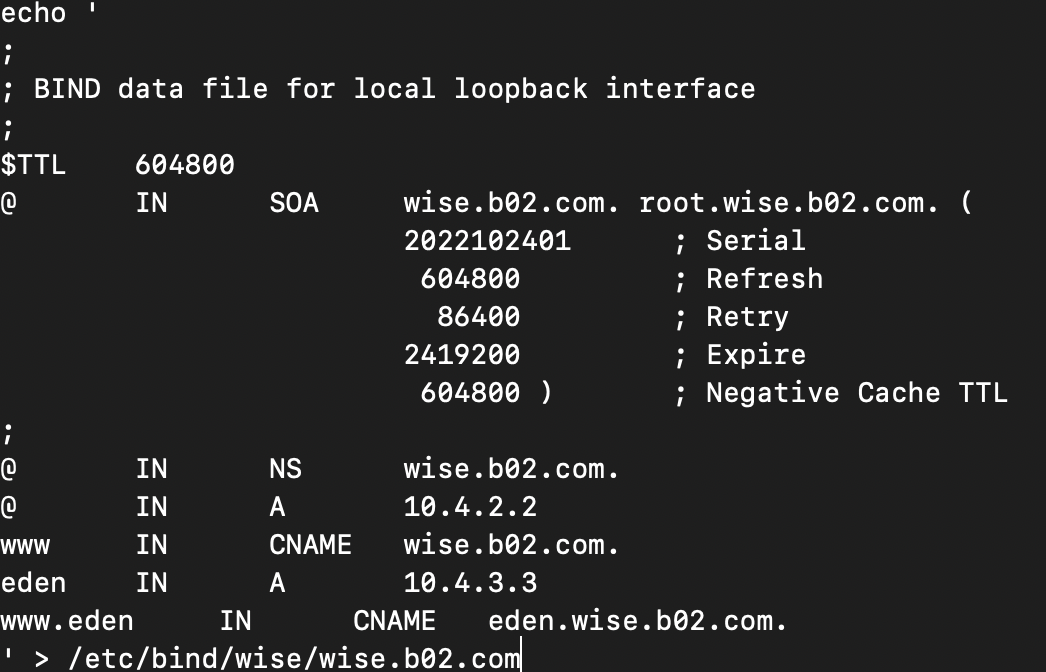 echo '
;
; BIND data file for local loopback interface
;
$TTL    604800
@       IN      SOA     wise.b02.com. root.wise.b02.com. (
                        2022102401      ; Serial
                         604800         ; Refresh
                          86400         ; Retry
                        2419200         ; Expire
                         604800 )       ; Negative Cache TTL
;
@       IN      NS      wise.b02.com.
@       IN      A       10.4.2.2
www     IN      CNAME   wise.b02.com.
eden    IN      A       10.4.3.3
www.eden     IN      CNAME   eden.wise.b02.com.
' > /etc/bind/wise/wise.b02.com